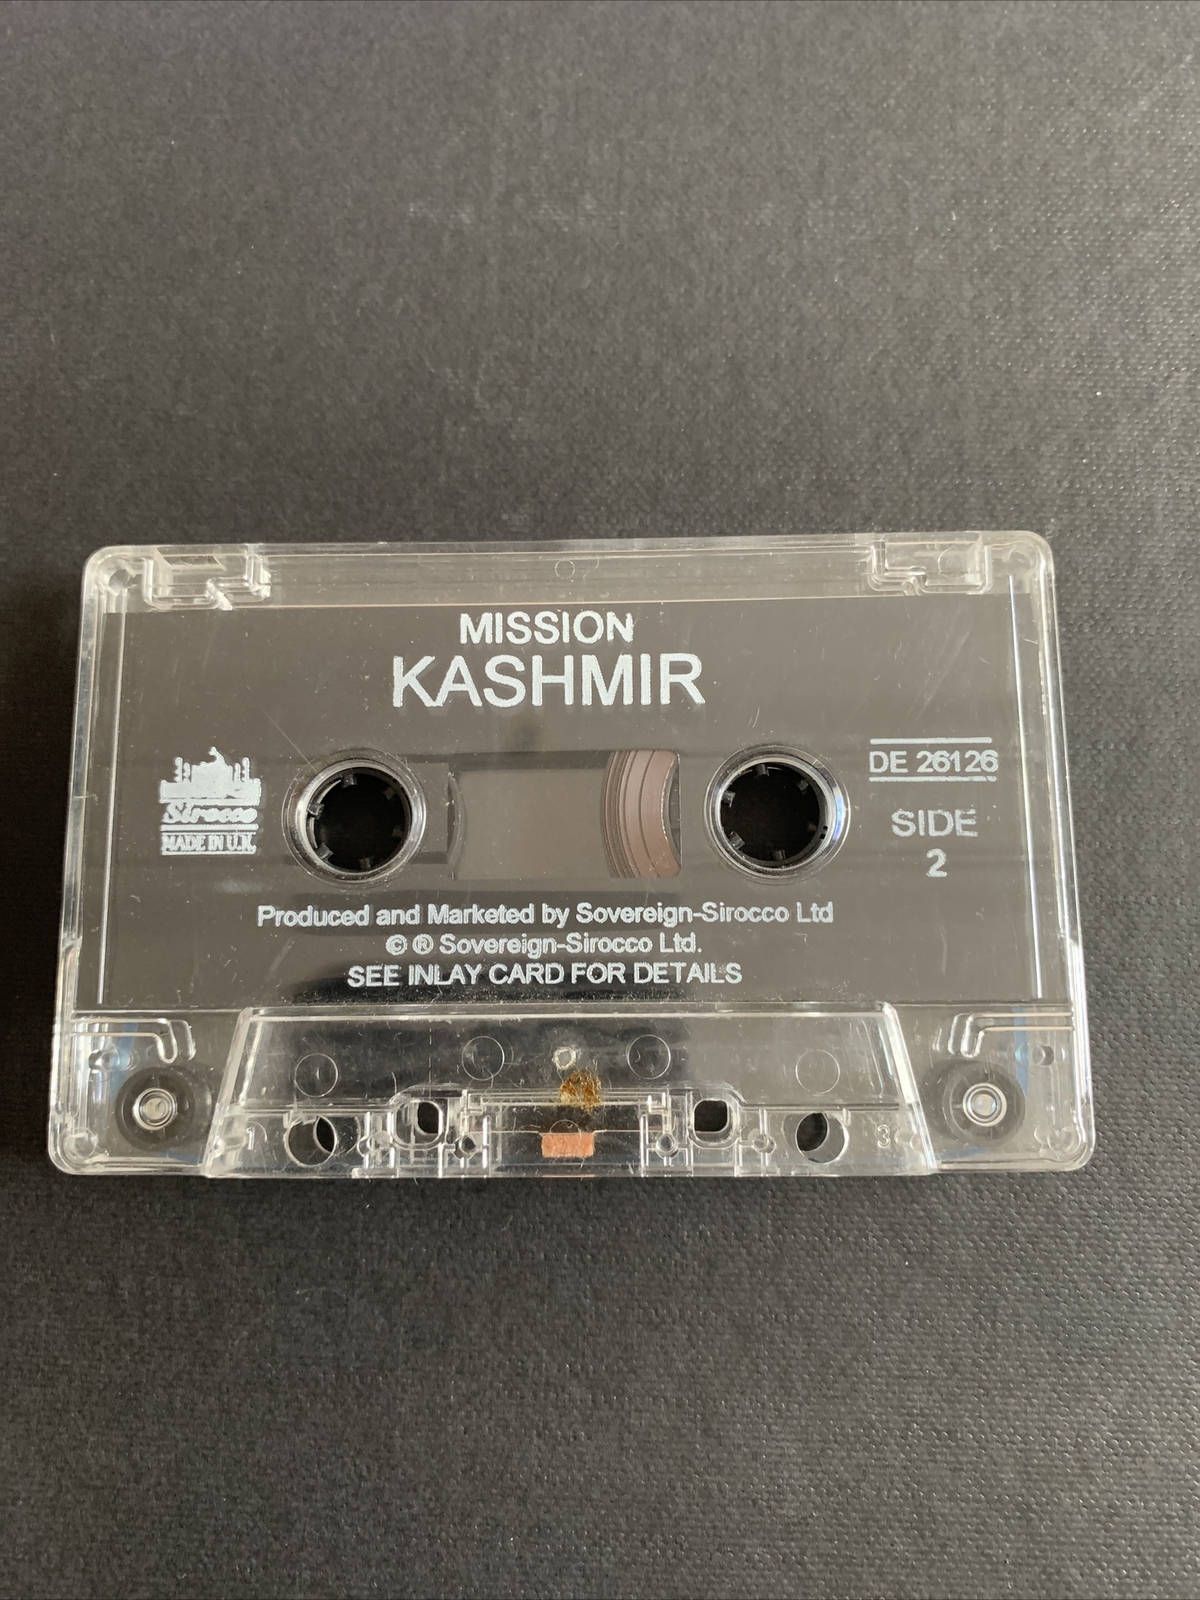 MISSION
KASHMIR
Sirocco
MADE IN U.K.
DE 26126
SIDE
2
Produced and Marketed by Sovereign-Sirocco Ltd
© ® Sovereign-Sirocco Ltd.
SEE INLAY CARD FOR DETAILS
1
3